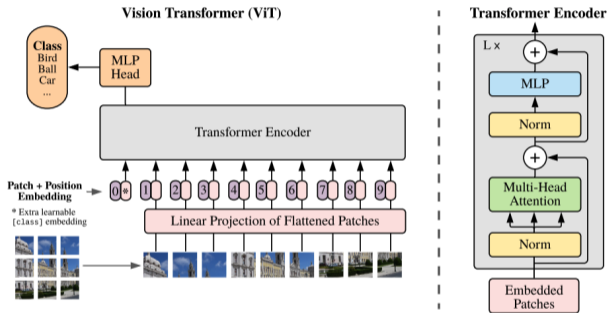 Vision Transformer (ViT)
Class
Bird
Ball
Car
...
MLP
Head
Transformer Encoder
Patch + Position
Embedding
0 * 1 2 3 4 5 6 7 8 9
* Extra learnable
[class] embedding
Linear Projection of Flattened Patches
Transformer Encoder
L ×
+
MLP
Norm
+
Multi-Head
Attention
Norm
Embedded
Patches